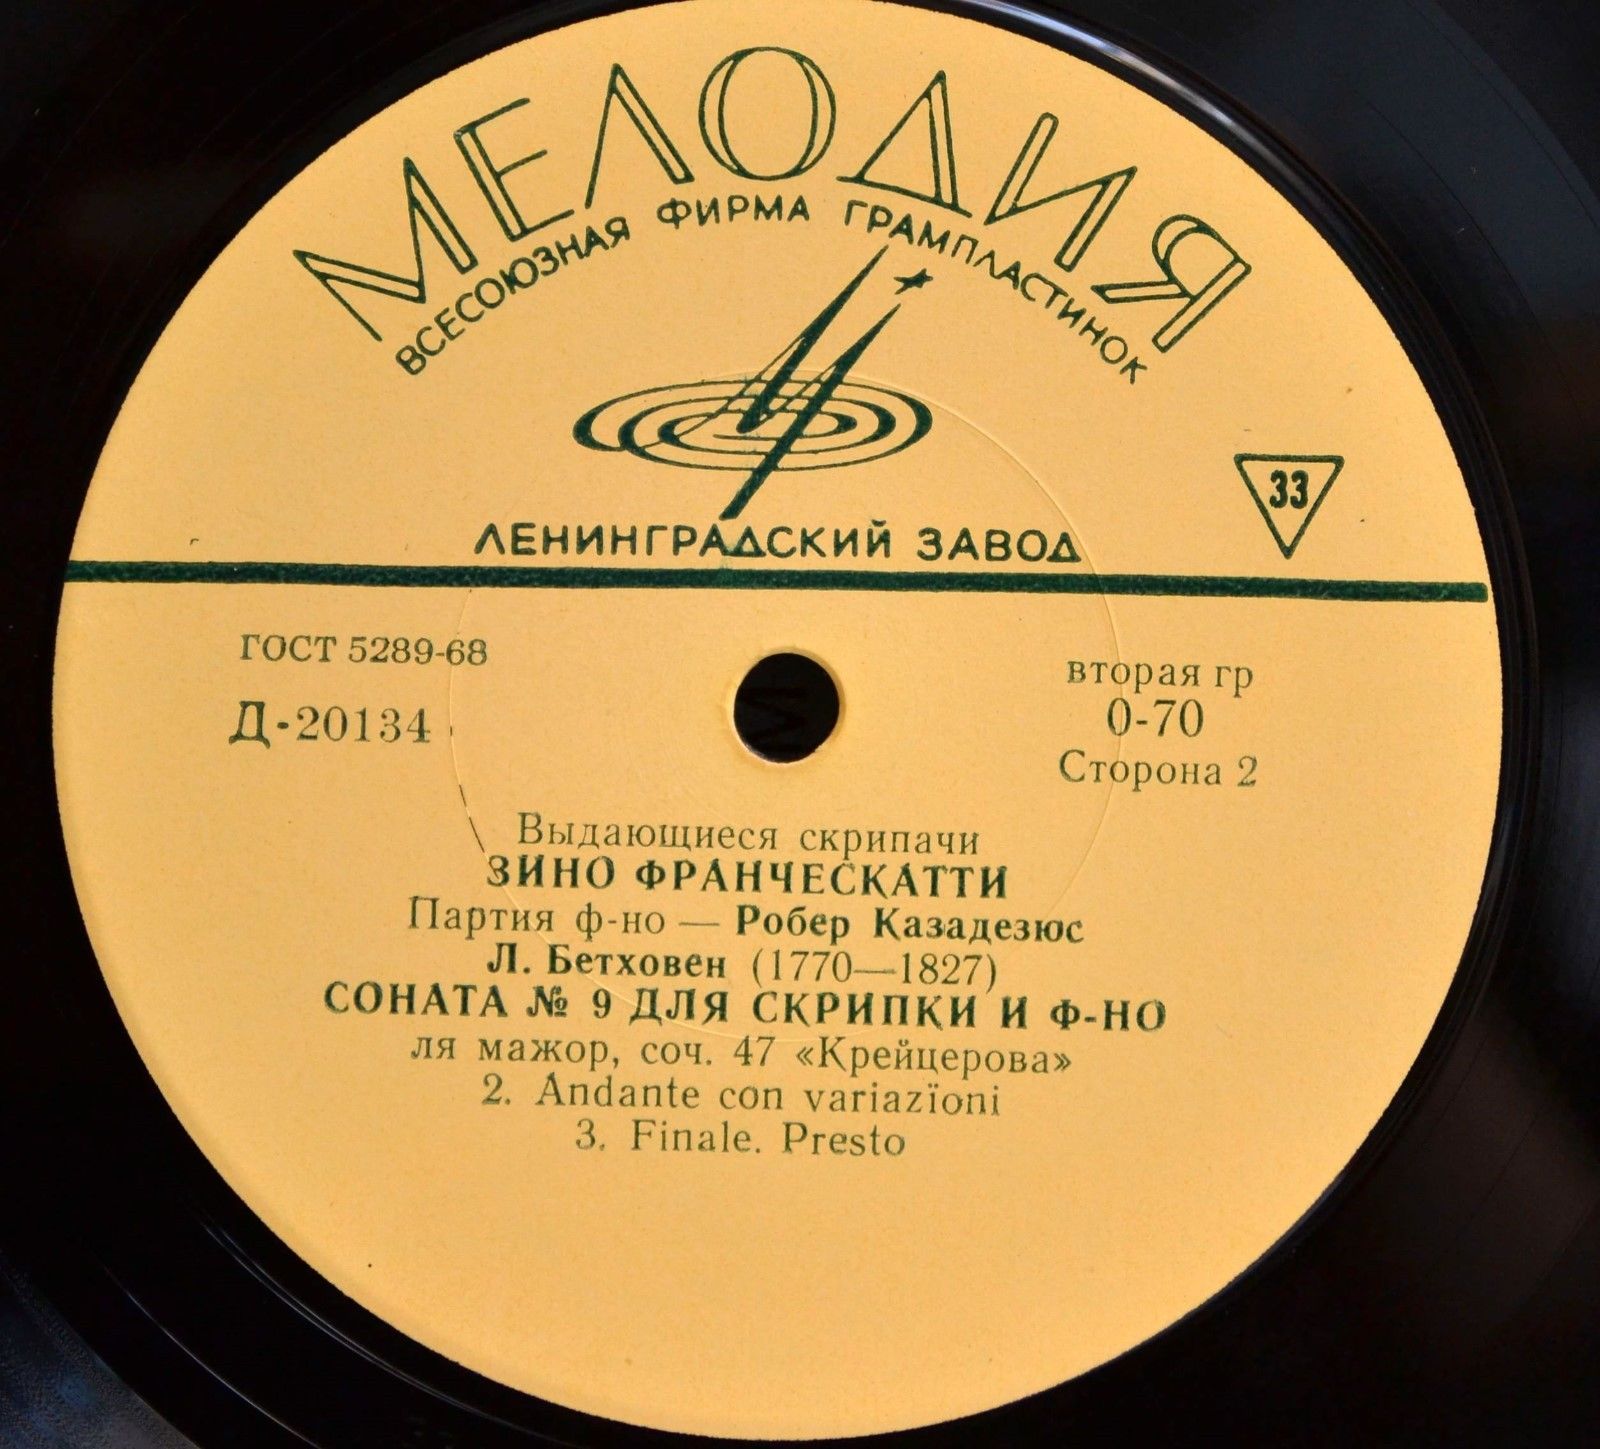 МЕЛОДИЯ
ВСЕСОЮЗНАЯ ФИРМА ГРАМПЛАСТИНОК
33
ЛЕНИНГРАДСКИЙ ЗАВОД
ГОСТ 5289-68
Д-20134
вторая гр
0-70
Сторона 2
Выдающиеся скрипачи
ЗИНО ФРАНЧЕСКАТТИ
Партия ф-но — Робер Казадезюс
Л. Бетховен (1770—1827)
СОНАТА № 9 ДЛЯ СКРИПКИ И Ф-НО
ля мажор, соч. 47 «Крейцерова»
2. Andante con variazïoni
3. Finale. Presto